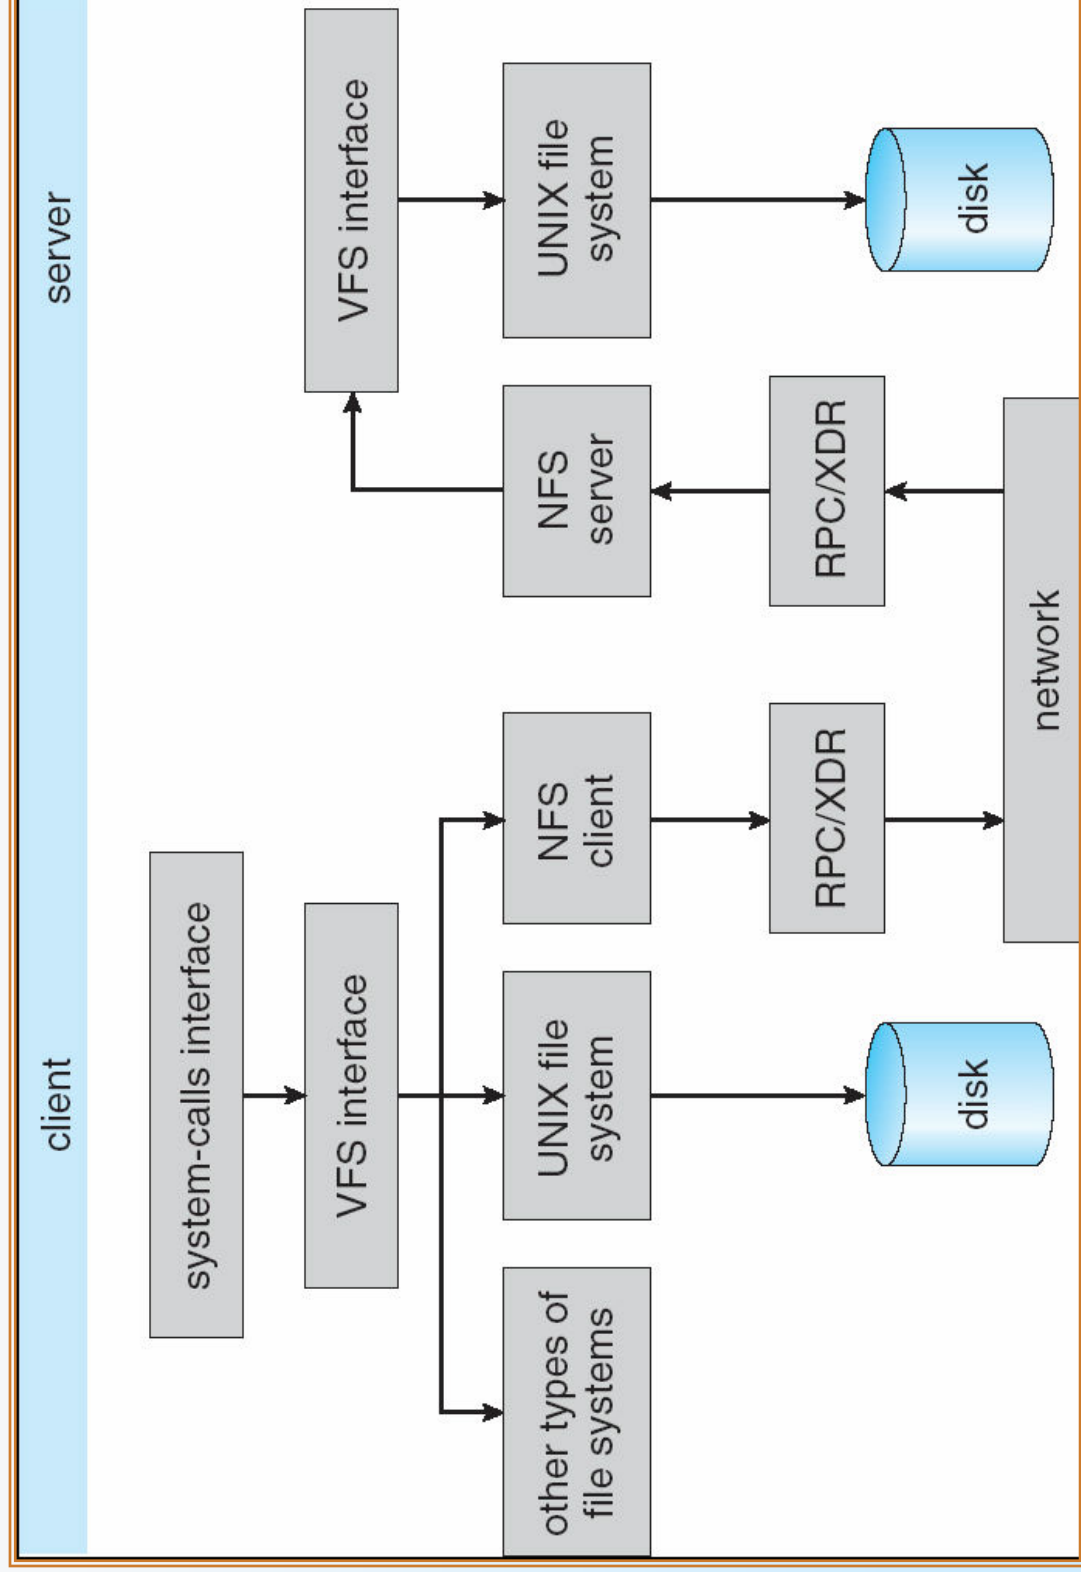 client
server
system-calls interface
VFS interface
VFS interface
other types of
file systems
UNIX file
system
NFS
client
NFS
server
UNIX file
system
RPC/XDR
RPC/XDR
disk
disk
network